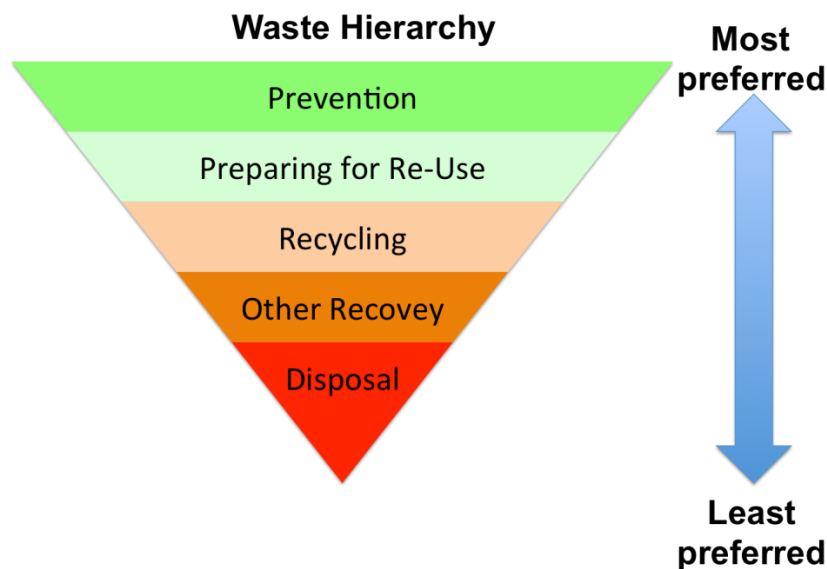 Waste Hierarchy
Most
preferred
Prevention
Preparing for Re-Use
Recycling
Other Recovey
Disposal
Least
preferred